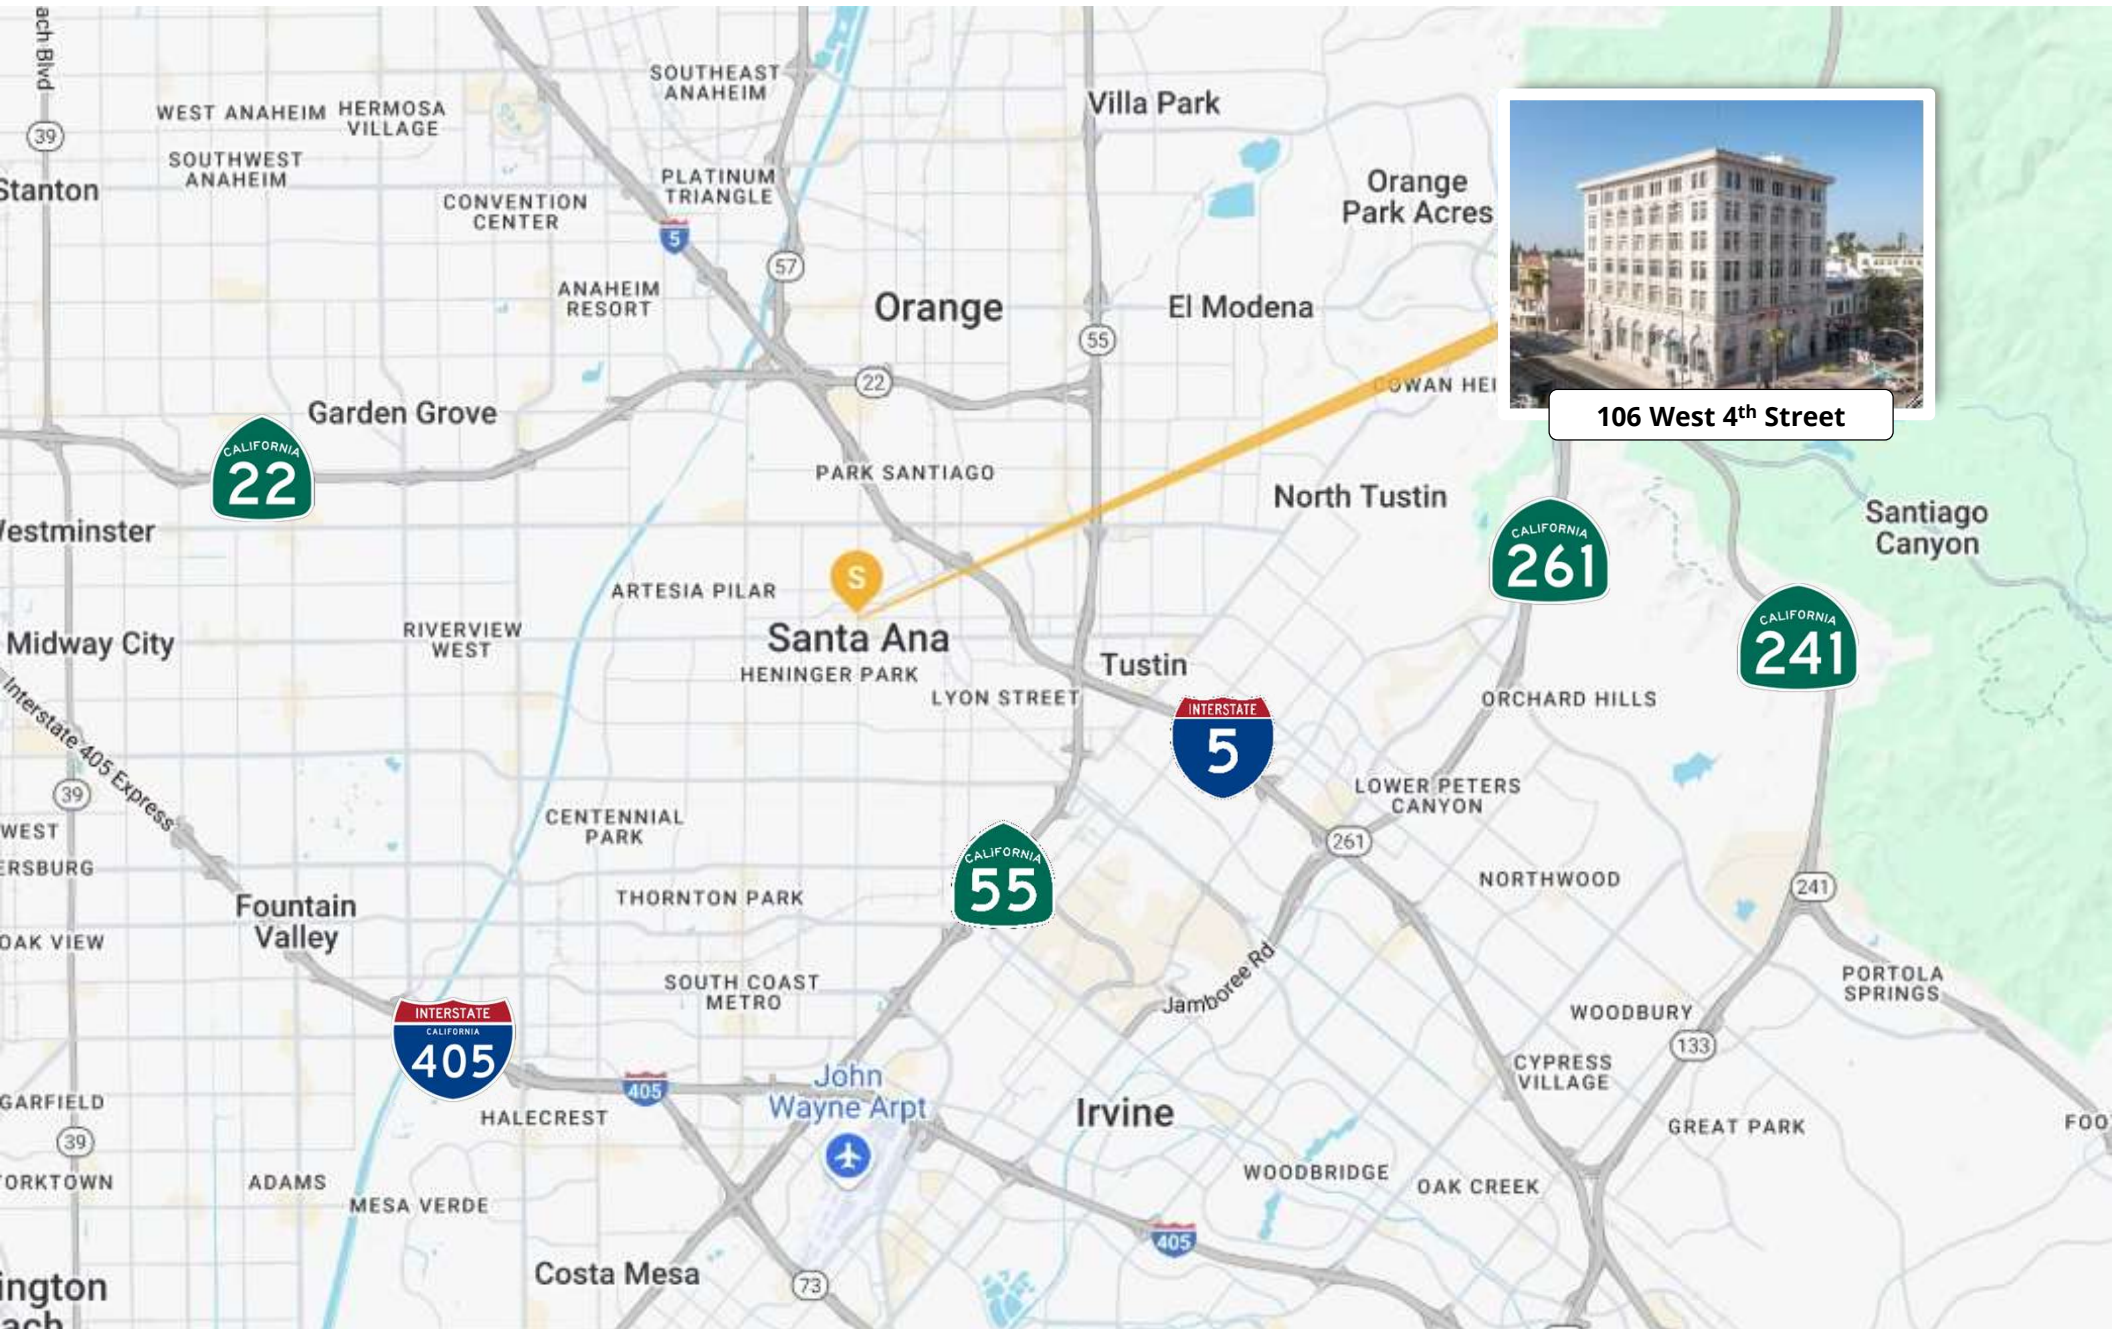 ach Blvd
39
Stanton
WEST ANAHEIM
HERMOSA
VILLAGE
SOUTHWEST
ANAHEIM
SOUTHEAST
ANAHEIM
PLATINUM
TRIANGLE
CONVENTION
CENTER
5
57
ANAHEIM
RESORT
Orange
Villa Park
Orange
Park Acres
El Modena
55
22
COWAN HEI
106 West 4th Street
Garden Grove
CALIFORNIA
22
PARK SANTIAGO
North Tustin
CALIFORNIA
261
Santiago
Canyon
Westminster
S
ARTESIA PILAR
CALIFORNIA
241
Midway City
RIVERVIEW
WEST
Santa Ana
HENINGER PARK
LYON STREET
Tustin
INTERSTATE
5
ORCHARD HILLS
Interstate 405 Express
39
WEST
ERSBURG
CENTENNIAL
PARK
LOWER PETERS
CANYON
261
CALIFORNIA
55
NORTHWOOD
241
THORNTON PARK
Fountain
Valley
OAK VIEW
SOUTH COAST
METRO
Jamboree Rd
PORTOLA
SPRINGS
WOODBURY
133
INTERSTATE
CALIFORNIA
405
405
John
Wayne Arpt
CYPRESS
VILLAGE
GARFIELD
39
HALECREST
Irvine
GREAT PARK
FOO
ORKTOWN
ADAMS
MESA VERDE
WOODBRIDGE
OAK CREEK
405
Costa Mesa
73
ington
ach